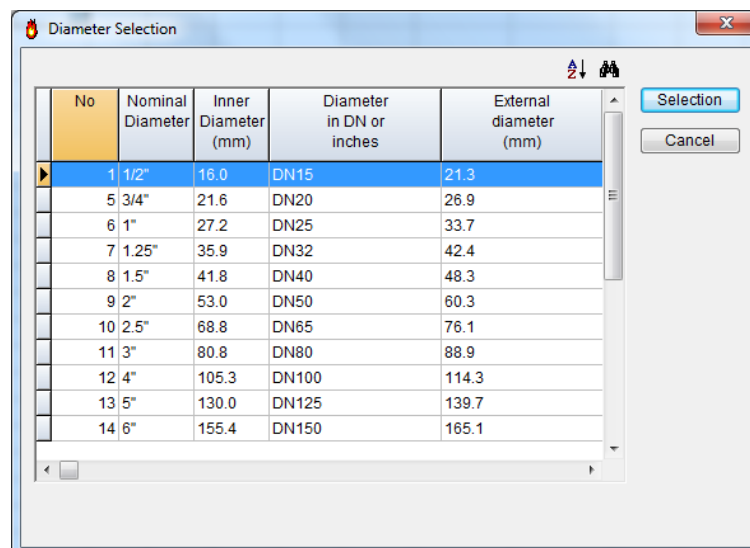 Diameter Selection
No Nominal Diameter Inner Diameter (mm) Diameter in DN or inches External diameter (mm)
1 1/2" 16.0 DN15 21.3
5 3/4" 21.6 DN20 26.9
6 1" 27.2 DN25 33.7
7 1.25" 35.9 DN32 42.4
8 1.5" 41.8 DN40 48.3
9 2" 53.0 DN50 60.3
10 2.5" 68.8 DN65 76.1
11 3" 80.8 DN80 88.9
12 4" 105.3 DN100 114.3
13 5" 130.0 DN125 139.7
14 6" 155.4 DN150 165.1
Selection
Cancel